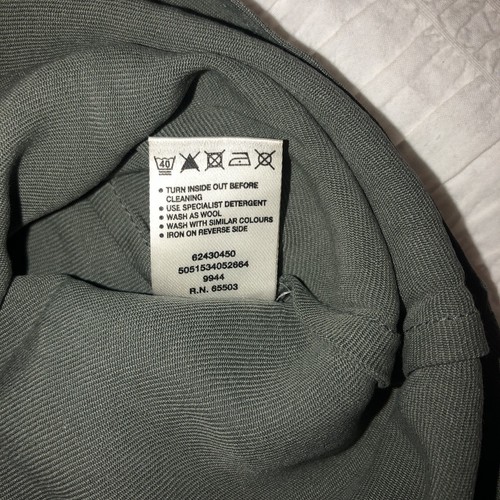 40
• TURN INSIDE OUT BEFORE
CLEANING
• USE SPECIALIST DETERGENT
• WASH AS WOOL
• WASH WITH SIMILAR COLOURS
• IRON ON REVERSE SIDE
62430450
5051534052664
9944
R.N. 85503